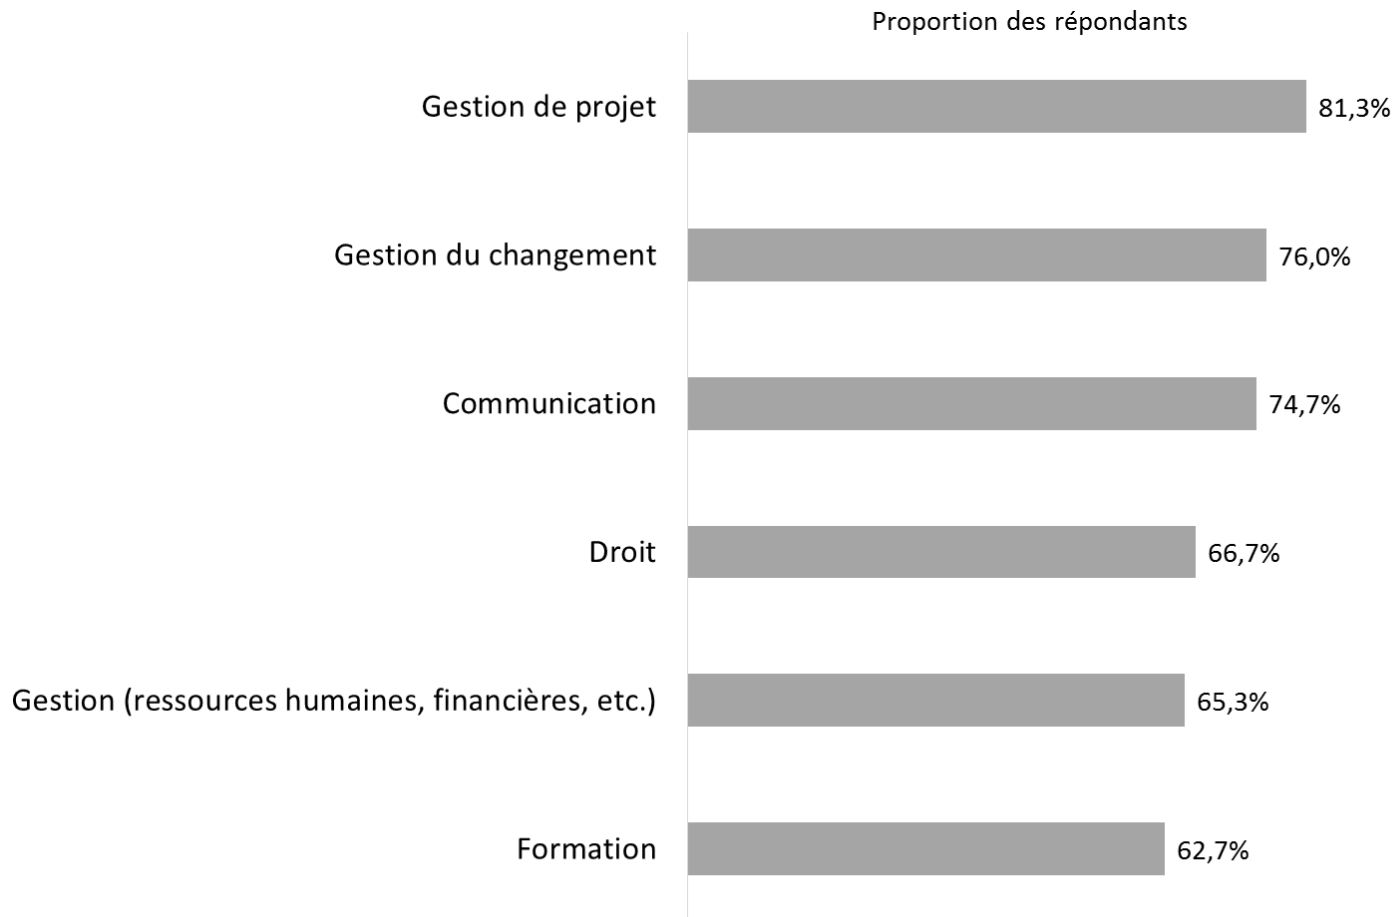 Proportion des répondants
Gestion de projet 81,3%
Gestion du changement 76,0%
Communication 74,7%
Droit 66,7%
Gestion (ressources humaines, financières, etc.) 65,3%
Formation 62,7%